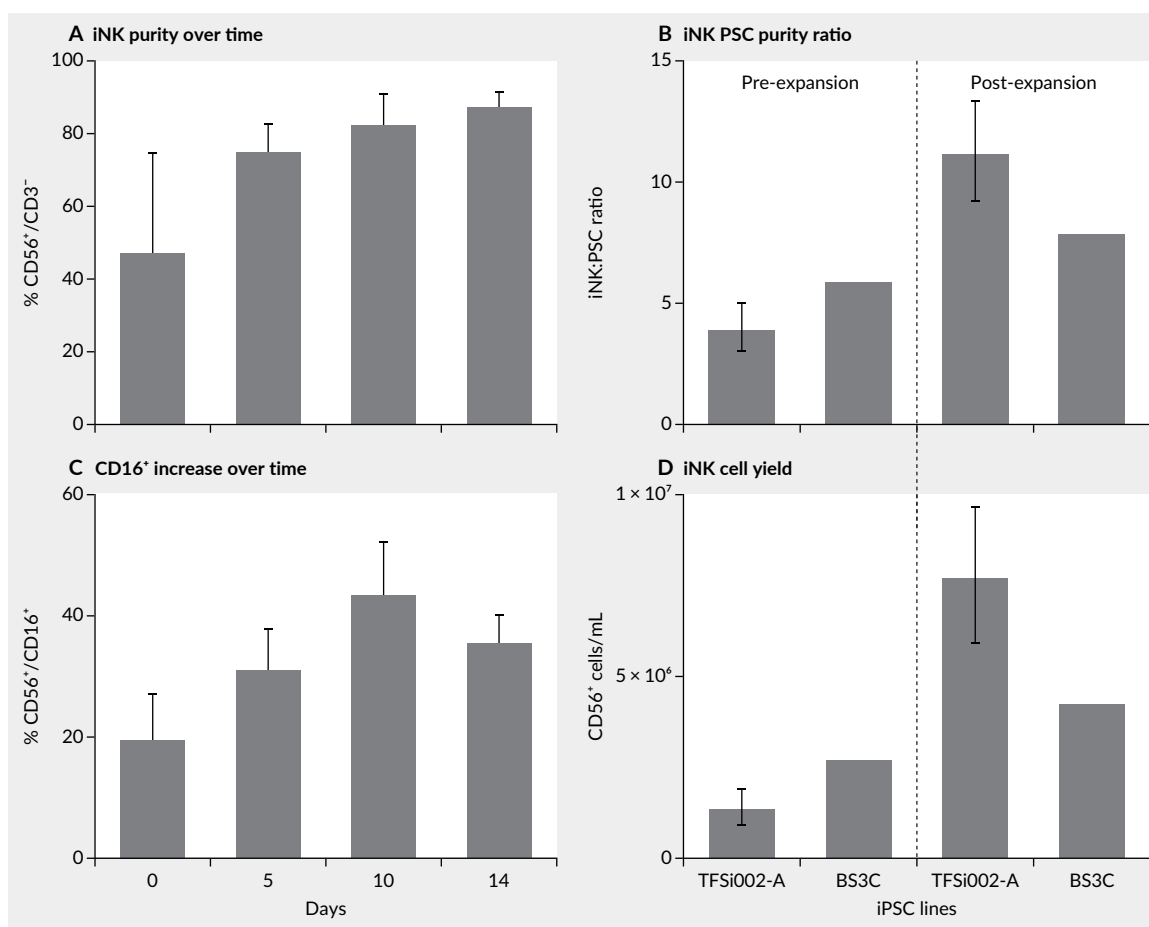 A iNK purity over time
100
80
60
40
20
0
% CD56⁺/CD3⁻
B iNK PSC purity ratio
15
10
5
0
iNK:PSC ratio
Pre-expansion
Post-expansion
C CD16⁺ increase over time
60
40
20
0
% CD56⁺/CD16⁺
0 5 10 14
Days
D iNK cell yield
1 × 10⁷
5 × 10⁶
0
CD56⁺ cells/mL
TFSi002-A BS3C TFSi002-A BS3C
iPSC lines